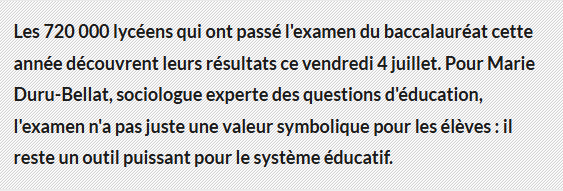 Les 720 000 lycéens qui ont passé l'examen du baccalauréat cette
année découvrent leurs résultats ce vendredi 4 juillet. Pour Marie
Duru-Bellat, sociologue experte des questions d'éducation,
l'examen n'a pas juste une valeur symbolique pour les élèves : il
reste un outil puissant pour le système éducatif.